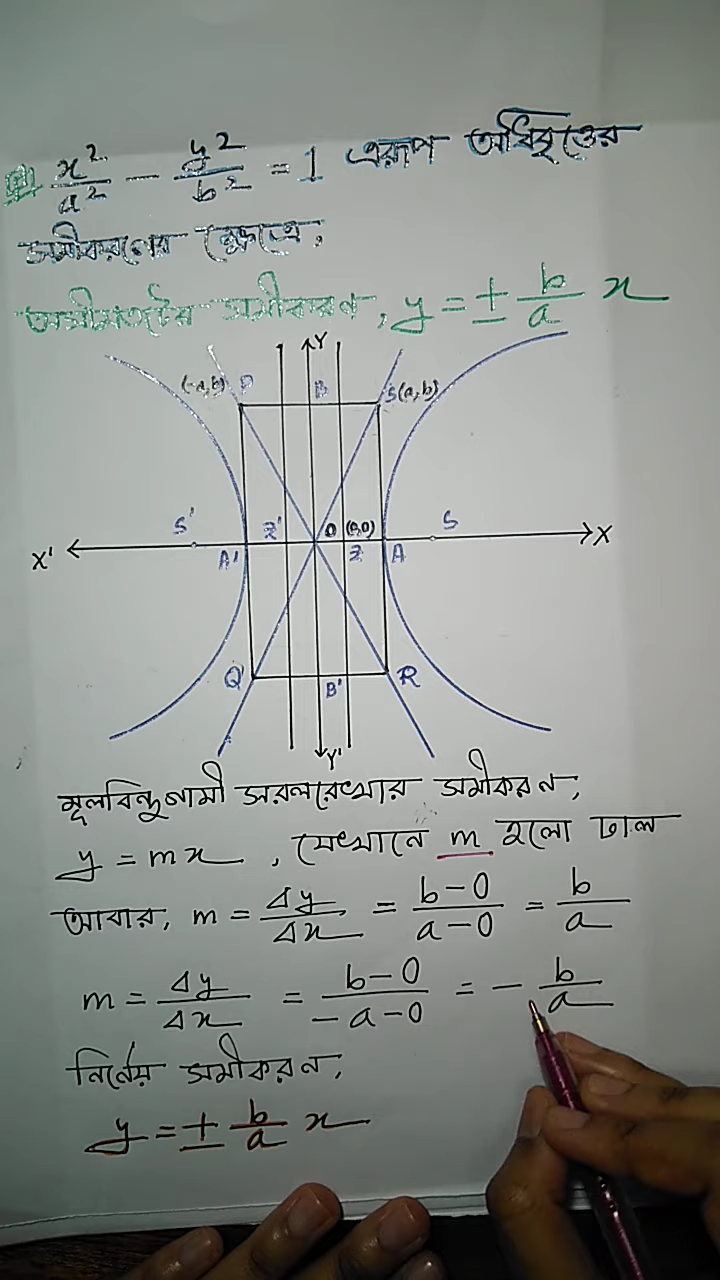 x²/a² − y²/b² = 1 এরূপ অধিবৃত্তের
সমীকরণের ক্ষেত্রে,
অসীমতটের সমীকরণ, y = ± b/a x
Y
(-a,b) P B S(a,b)
S' Z' O (0,0) S
X' A' Z A X
Q B' R
Y'
মূলবিন্দুগামী সরলরেখার সমীকরণ,
y = mx , যেখানে m হলো ঢাল
আবার, m = Δy/Δx = b−0/a−0 = b/a
m = Δy/Δx = b−0/−a−0 = − b/a
নির্নেয় সমীকরণ,
y = ± b/a x